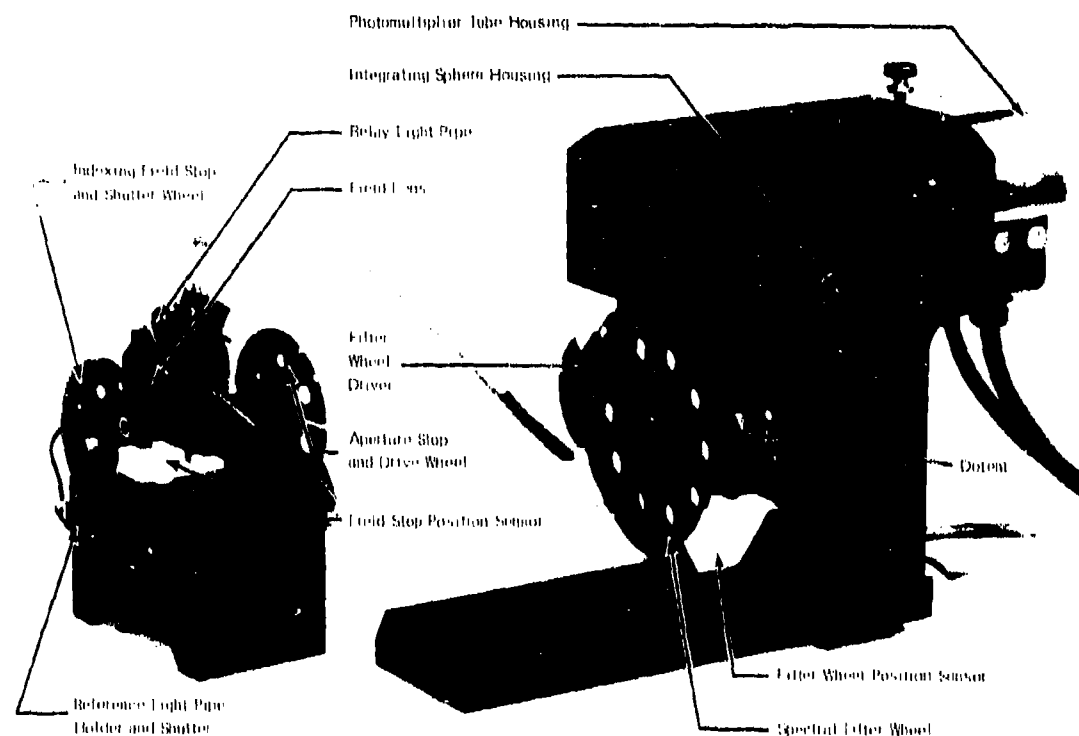 Photomultiplier Tube Housing
Integrating Sphere Housing
Relay Light Pipe
Indexing Field Stop
and Shutter Wheel
Field Lens
Filter
Wheel
Driver
Aperture Stop
and Drive Wheel
Detent
Field Stop Position Sensor
Filter Wheel Position Sensor
Reference Light Pipe
Holder and Shutter
Spectral Filter Wheel